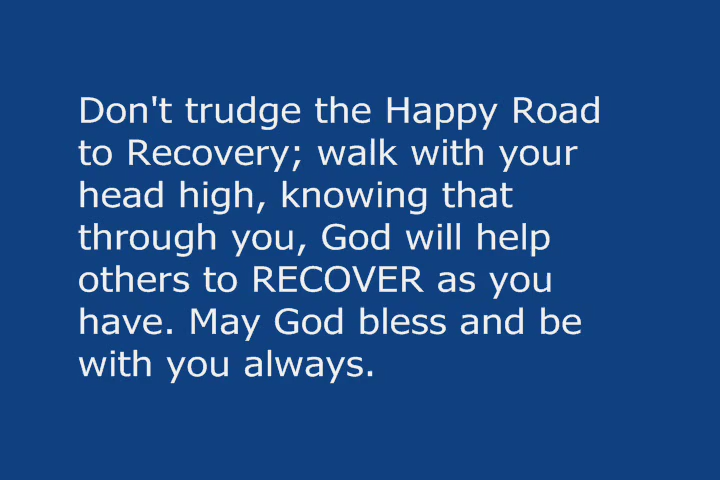 Don't trudge the Happy Road
to Recovery; walk with your
head high, knowing that
through you, God will help
others to RECOVER as you
have. May God bless and be
with you always.